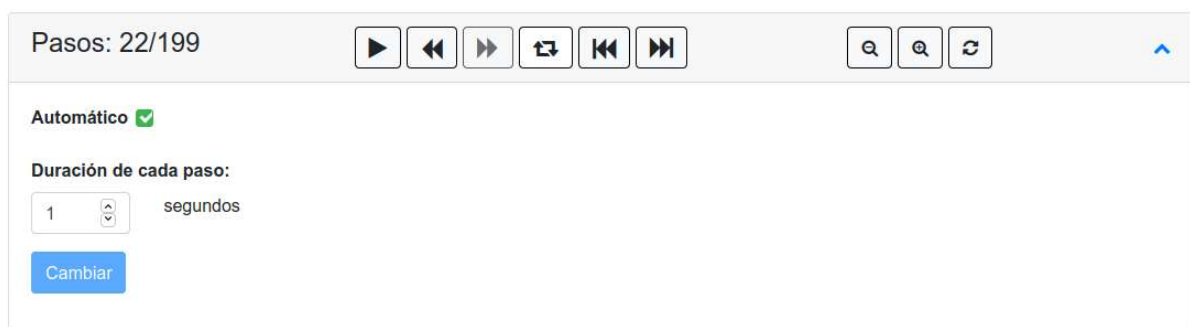 Pasos: 22/199
Automático
Duración de cada paso:
1 segundos
Cambiar